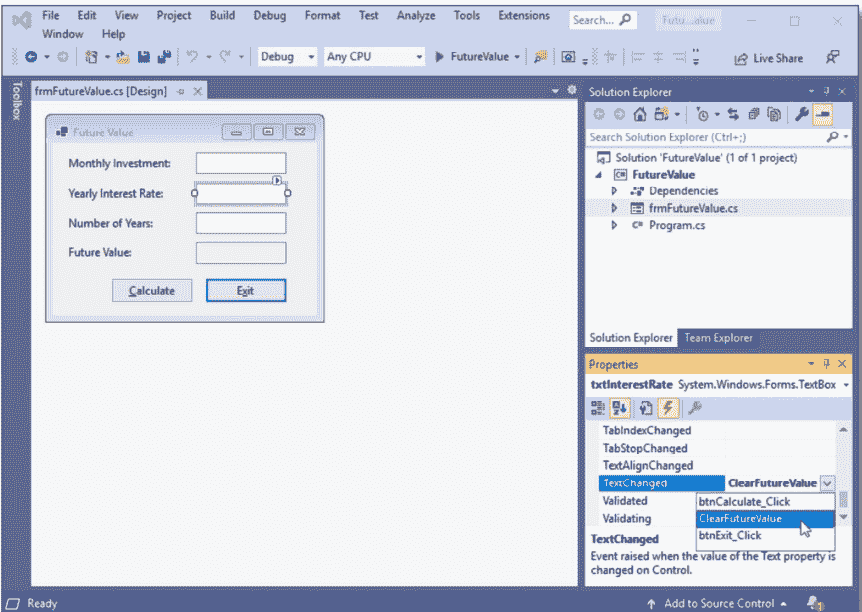 File Edit View Project Build Debug Format Test Analyze Tools Extensions Search... Futu...alue
Window Help
Debug Any CPU FutureValue Live Share
Toolbox
frmFutureValue.cs [Design]
Future Value
Monthly Investment:
Yearly Interest Rate:
Number of Years:
Future Value:
Calculate Exit
Solution Explorer
Search Solution Explorer (Ctrl+;)
Solution 'FutureValue' (1 of 1 project)
FutureValue
Dependencies
frmFutureValue.cs
C# Program.cs
Solution Explorer Team Explorer
Properties
txtInterestRate System.Windows.Forms.TextBox
TabIndexChanged
TabStopChanged
TextAlignChanged
TextChanged ClearFutureValue
Validated btnCalculate_Click
Validating ClearFutureValue
btnExit_Click
TextChanged
Event raised when the value of the Text property is
changed on Control.
Ready Add to Source Control 1